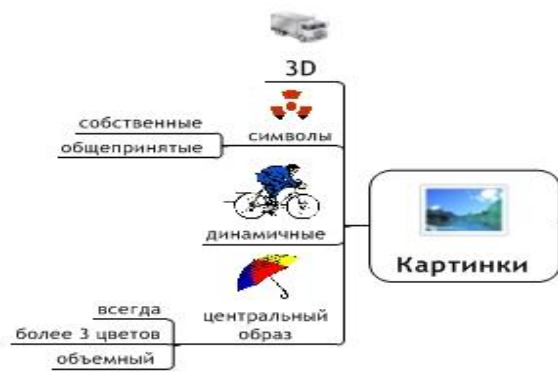 3D
собственные
общепринятые
символы
динамичные
Картинки
всегда
более 3 цветов
объемный
центральный
образ